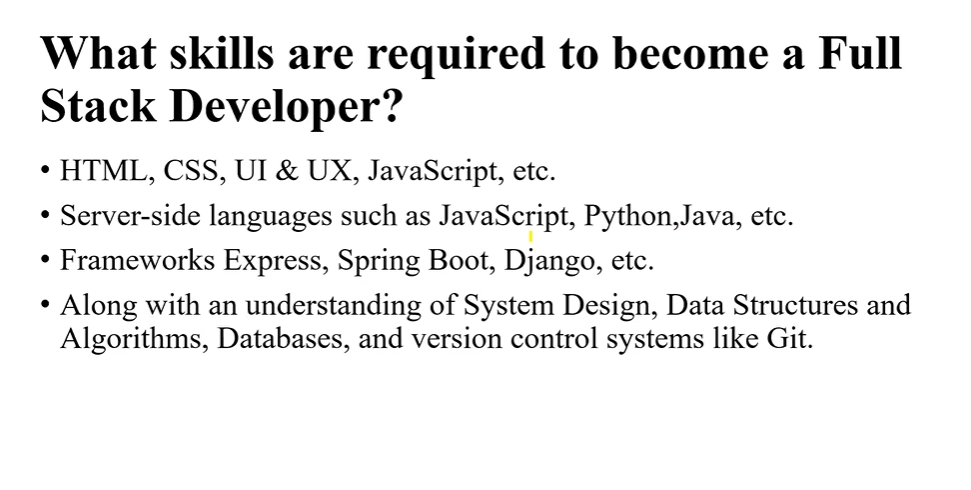 What skills are required to become a Full
Stack Developer?
• HTML, CSS, UI & UX, JavaScript, etc.
• Server-side languages such as JavaScript, Python,Java, etc.
• Frameworks Express, Spring Boot, Django, etc.
• Along with an understanding of System Design, Data Structures and
Algorithms, Databases, and version control systems like Git.